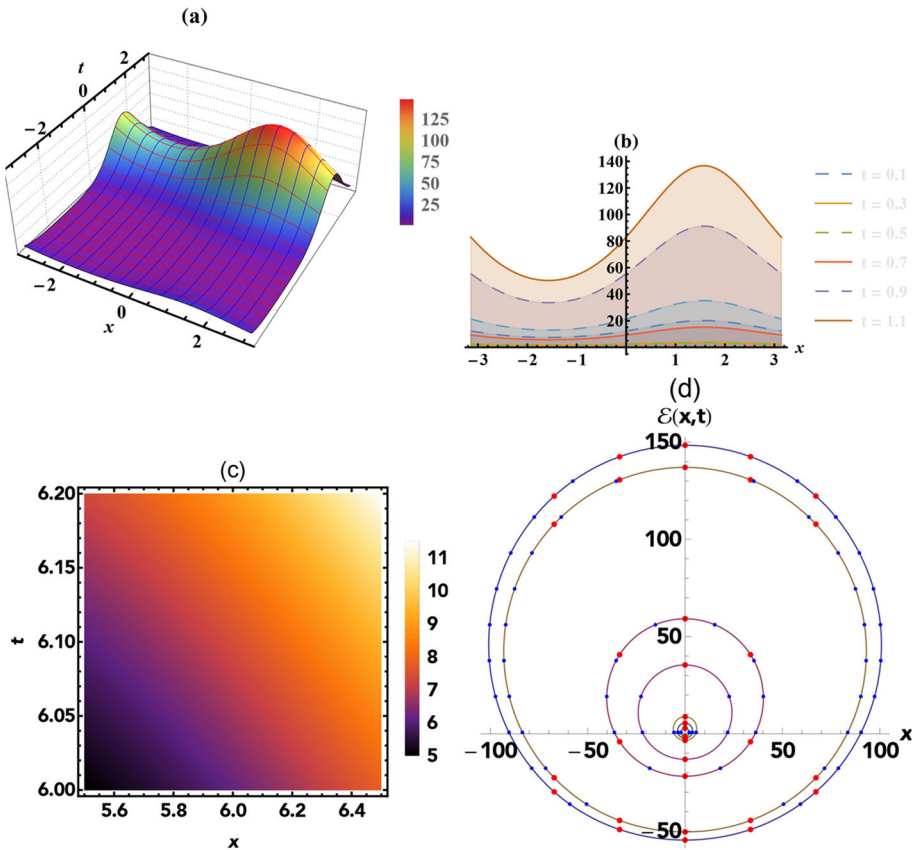 (a)
2
t
0
−2
125
100
75
50
25
−2
0
x
2
(b)
140
120
100
80
60
40
20
−3
−2
−1
1
2
3
x
t = 0.1
t = 0.3
t = 0.5
t = 0.7
t = 0.9
t = 1.1
(c)
6.20
6.15
6.10
6.05
6.00
t
5.6
5.8
6.0
6.2
6.4
x
11
10
9
8
7
6
5
(d)
ℰ(x,t)
150
100
50
−50
−100
−50
50
100
x